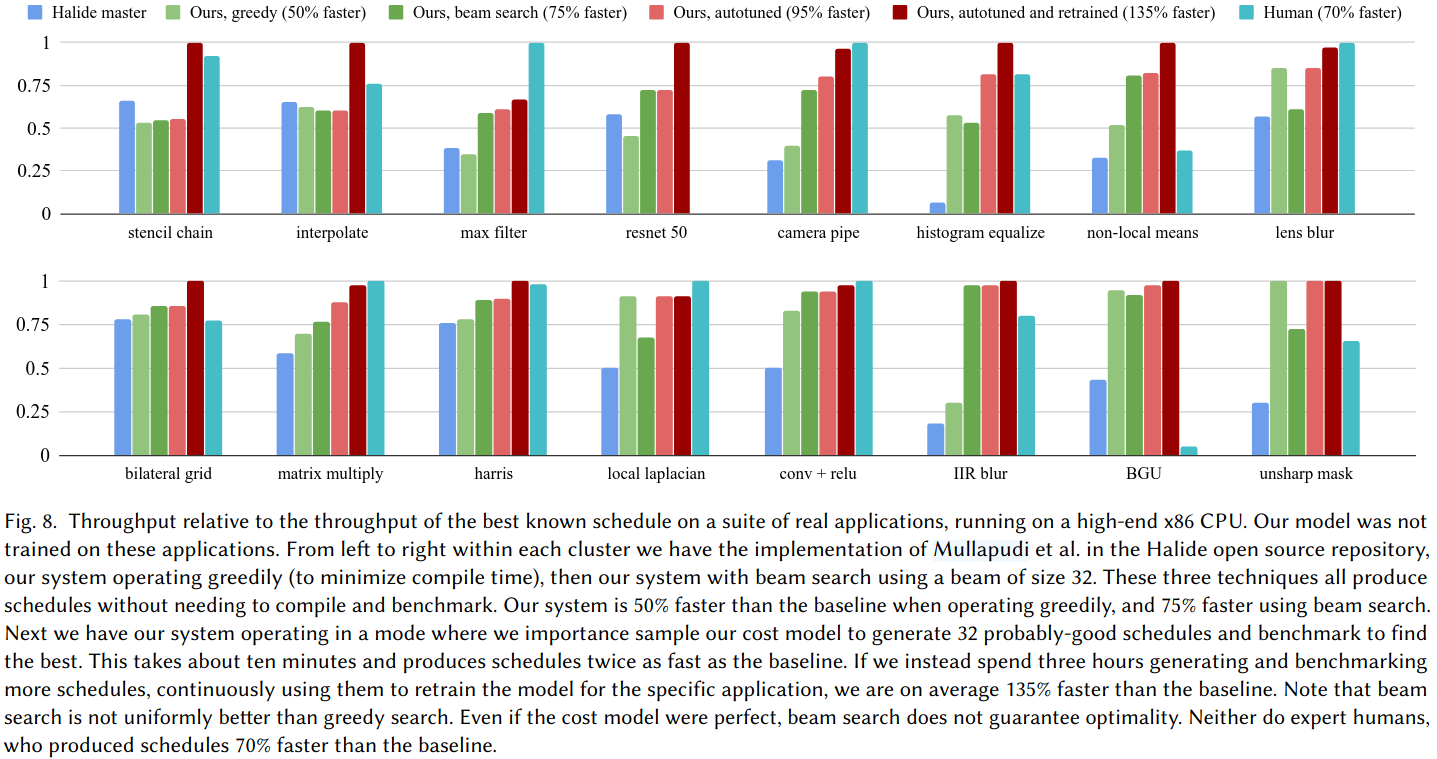 Halide master Ours, greedy (50% faster) Ours, beam search (75% faster) Ours, autotuned (95% faster) Ours, autotuned and retrained (135% faster) Human (70% faster)
1
0.75
0.5
0.25
0
stencil chain interpolate max filter resnet 50 camera pipe histogram equalize non-local means lens blur
1
0.75
0.5
0.25
0
bilateral grid matrix multiply harris local laplacian conv + relu IIR blur BGU unsharp mask
Fig. 8. Throughput relative to the throughput of the best known schedule on a suite of real applications, running on a high-end x86 CPU. Our model was not
trained on these applications. From left to right within each cluster we have the implementation of Mullapudi et al. in the Halide open source repository,
our system operating greedily (to minimize compile time), then our system with beam search using a beam of size 32. These three techniques all produce
schedules without needing to compile and benchmark. Our system is 50% faster than the baseline when operating greedily, and 75% faster using beam search.
Next we have our system operating in a mode where we importance sample our cost model to generate 32 probably-good schedules and benchmark to find
the best. This takes about ten minutes and produces schedules twice as fast as the baseline. If we instead spend three hours generating and benchmarking
more schedules, continuously using them to retrain the model for the specific application, we are on average 135% faster than the baseline. Note that beam
search is not uniformly better than greedy search. Even if the cost model were perfect, beam search does not guarantee optimality. Neither do expert humans,
who produced schedules 70% faster than the baseline.